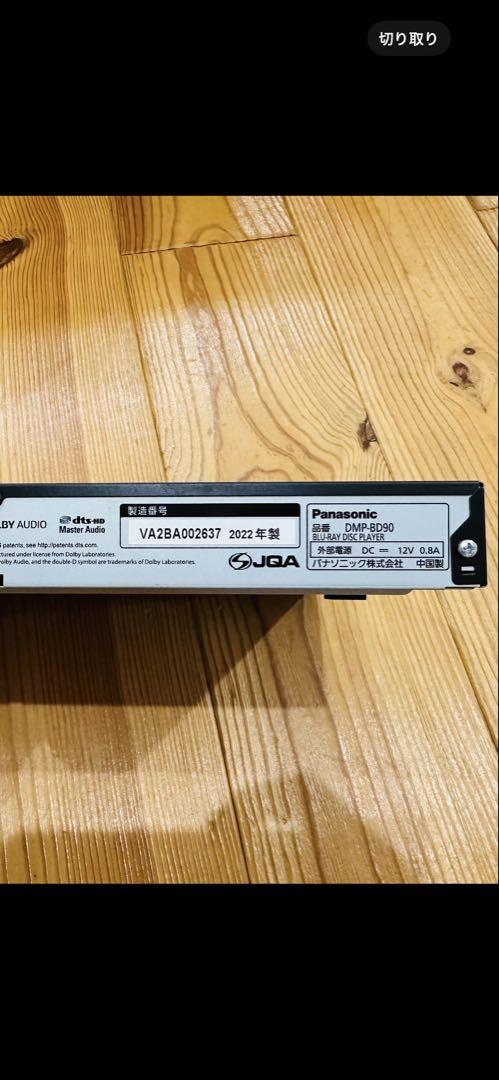 切り取り
LBY AUDIO
dts-HD
Master Audio
patents, see http://patents.dts.com.
ctured under license from Dolby Laboratories.
Dolby Audio, and the double-D symbol are trademarks of Dolby Laboratories.
製造番号
VA2BA002637 2022年製
JQA
Panasonic
品番 DMP-BD90
BLU-RAY DISC PLAYER
外部電源 DC ⎓ 12V 0.8A
パナソニック株式会社 中国製